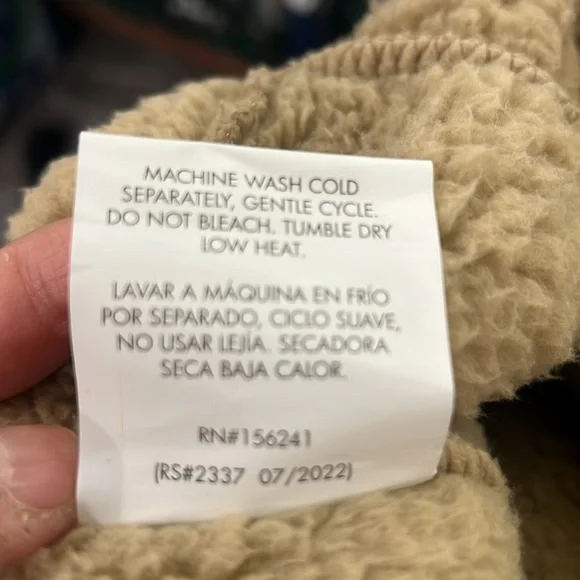 MACHINE WASH COLD
SEPARATELY, GENTLE CYCLE.
DO NOT BLEACH. TUMBLE DRY
LOW HEAT.
LAVAR A MÁQUINA EN FRÍO
POR SEPARADO, CICLO SUAVE,
NO USAR LEJÍA. SECADORA
SECA BAJA CALOR.
RN#156241
(RS#2337 07/2022)